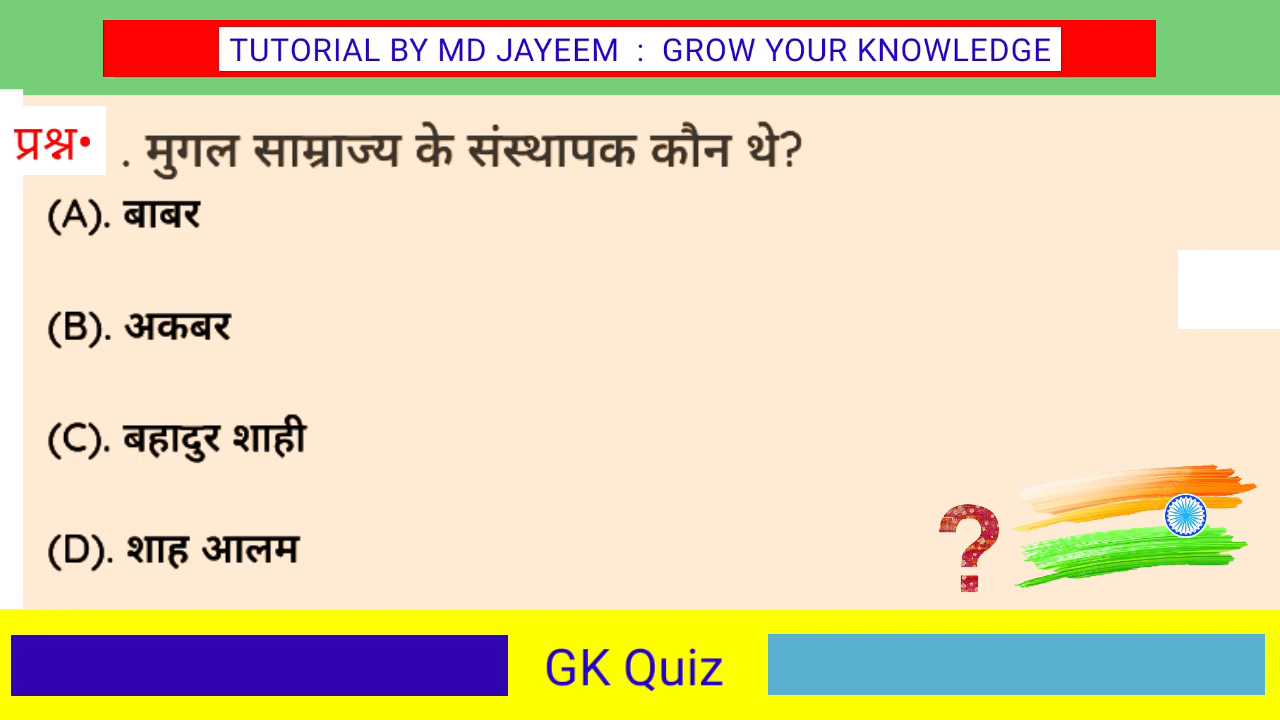 TUTORIAL BY MD JAYEEM : GROW YOUR KNOWLEDGE
प्रश्न• . मुगल साम्राज्य के संस्थापक कौन थे?
(A). बाबर
(B). अकबर
(C). बहादुर शाही
(D). शाह आलम
?
GK Quiz